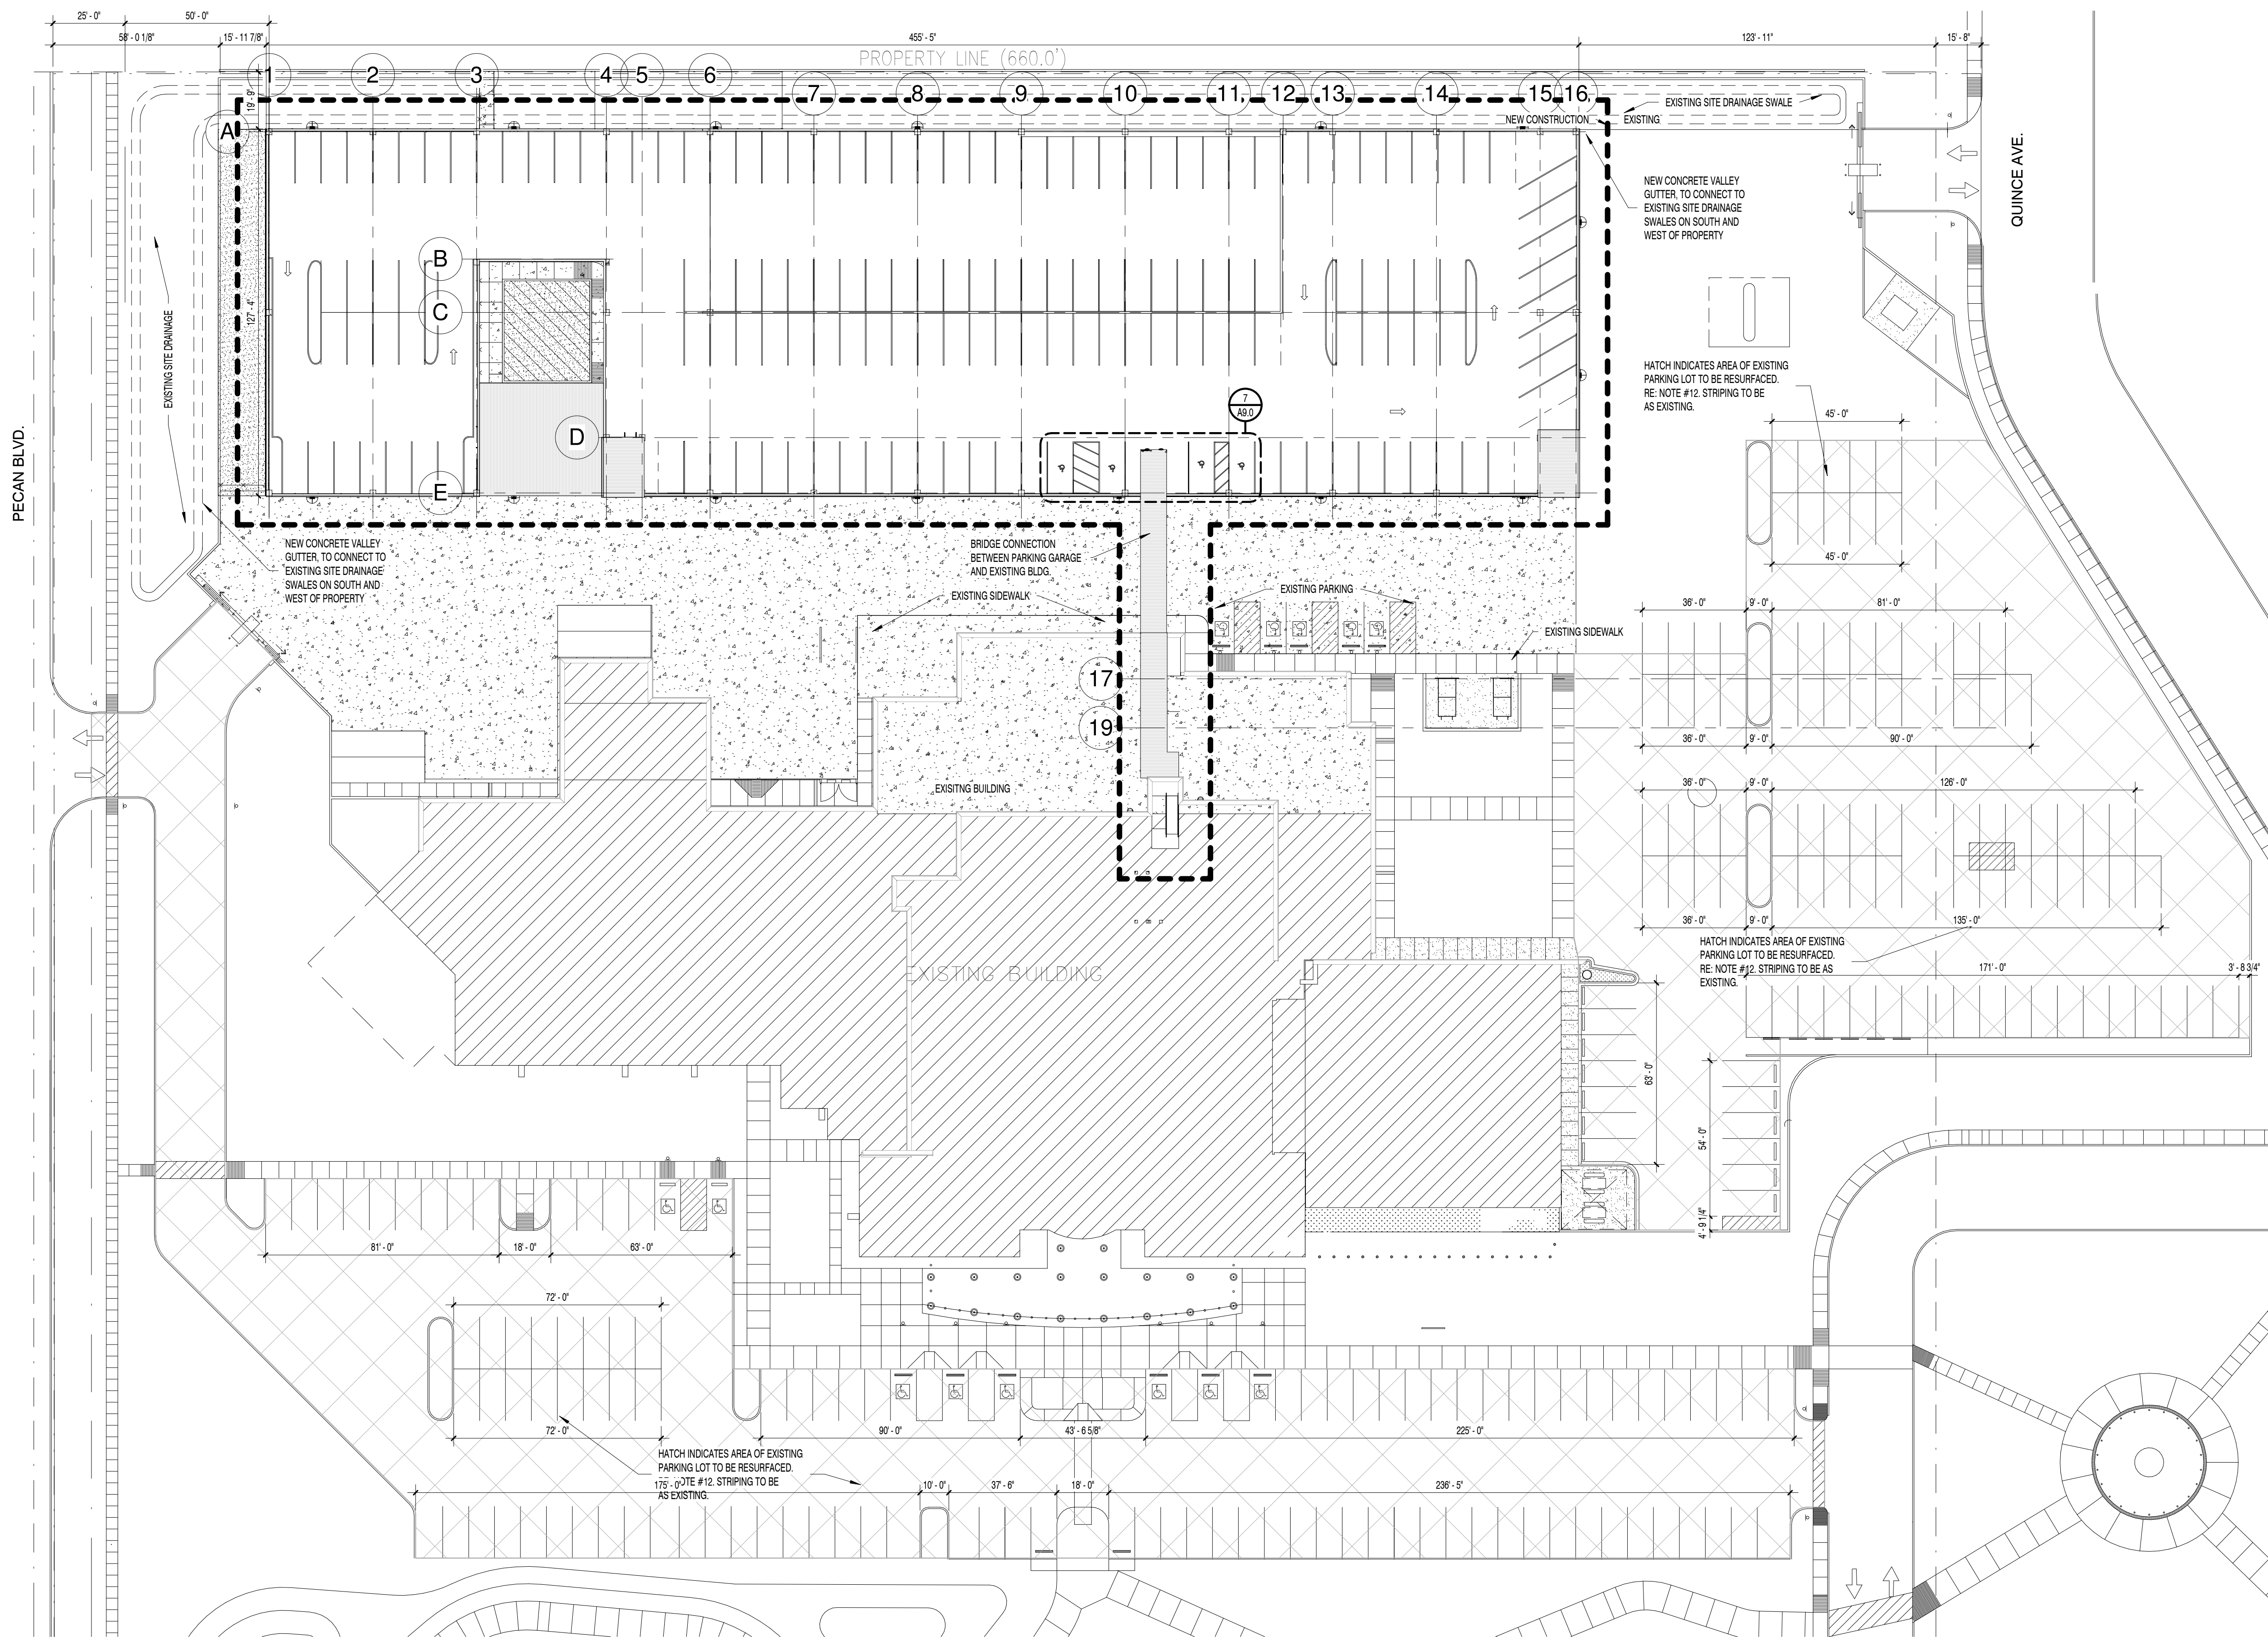 25' - 0"
50' - 0"
58' - 0 1/8"
15' - 11 7/8"
455' - 5"
123' - 11"
15' - 8"
PROPERTY LINE (660.0')
1
2
3
4
5
6
7
8
9
10
11
12
13
14
15
16
19' - 9"
A
EXISTING SITE DRAINAGE SWALE
NEW CONSTRUCTION
EXISTING
QUINCE AVE.
NEW CONCRETE VALLEY
GUTTER, TO CONNECT TO
EXISTING SITE DRAINAGE
SWALES ON SOUTH AND
WEST OF PROPERTY
B
C
127' - 4"
EXISTING SITE DRAINAGE
PECAN BLVD.
HATCH INDICATES AREA OF EXISTING
PARKING LOT TO BE RESURFACED.
RE: NOTE #12. STRIPING TO BE
AS EXISTING.
7
A9.0
D
E
45' - 0"
45' - 0"
NEW CONCRETE VALLEY
GUTTER, TO CONNECT TO
EXISTING SITE DRAINAGE
SWALES ON SOUTH AND
WEST OF PROPERTY
BRIDGE CONNECTION
BETWEEN PARKING GARAGE
AND EXISTING BLDG.
EXISTING SIDEWALK
EXISTING PARKING
EXISTING SIDEWALK
36' - 0"
9' - 0"
81' - 0"
17
19
36' - 0"
9' - 0"
90' - 0"
EXISITNG BUILDING
36' - 0"
9' - 0"
126' - 0"
36' - 0"
9' - 0"
135' - 0"
HATCH INDICATES AREA OF EXISTING
PARKING LOT TO BE RESURFACED.
RE: NOTE #12. STRIPING TO BE AS
EXISTING.
171' - 0"
3' - 8 3/4"
EXISTING BUILDING
63' - 0"
54' - 0"
4' - 9 1/4"
81' - 0"
18' - 0"
63' - 0"
72' - 0"
72' - 0"
90' - 0"
43' - 6 5/8"
225' - 0"
HATCH INDICATES AREA OF EXISTING
PARKING LOT TO BE RESURFACED.
NOTE #12. STRIPING TO BE
AS EXISTING.
175' - 0"
10' - 0"
37' - 6"
18' - 0"
236' - 5"